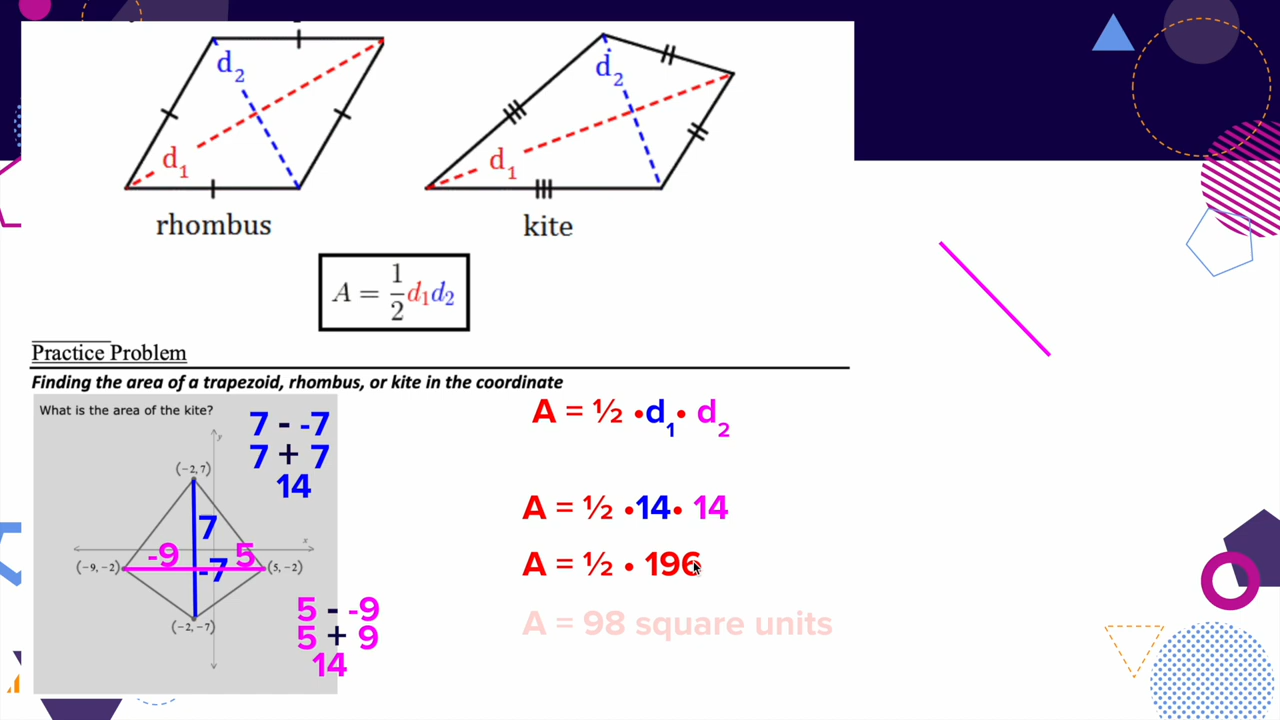 d2
d1
rhombus
d2
d1
kite
A = 1/2 d1d2
Practice Problem
Finding the area of a trapezoid, rhombus, or kite in the coordinate
What is the area of the kite?
7 - -7
7 + 7
14
y
(-2, 7)
7
x
-9
5
(-9, -2)
-7
(5, -2)
(-2, -7)
5 - -9
5 + 9
14
A = ½ •d1• d2
A = ½ •14• 14
A = ½ • 196
A = 98 square units